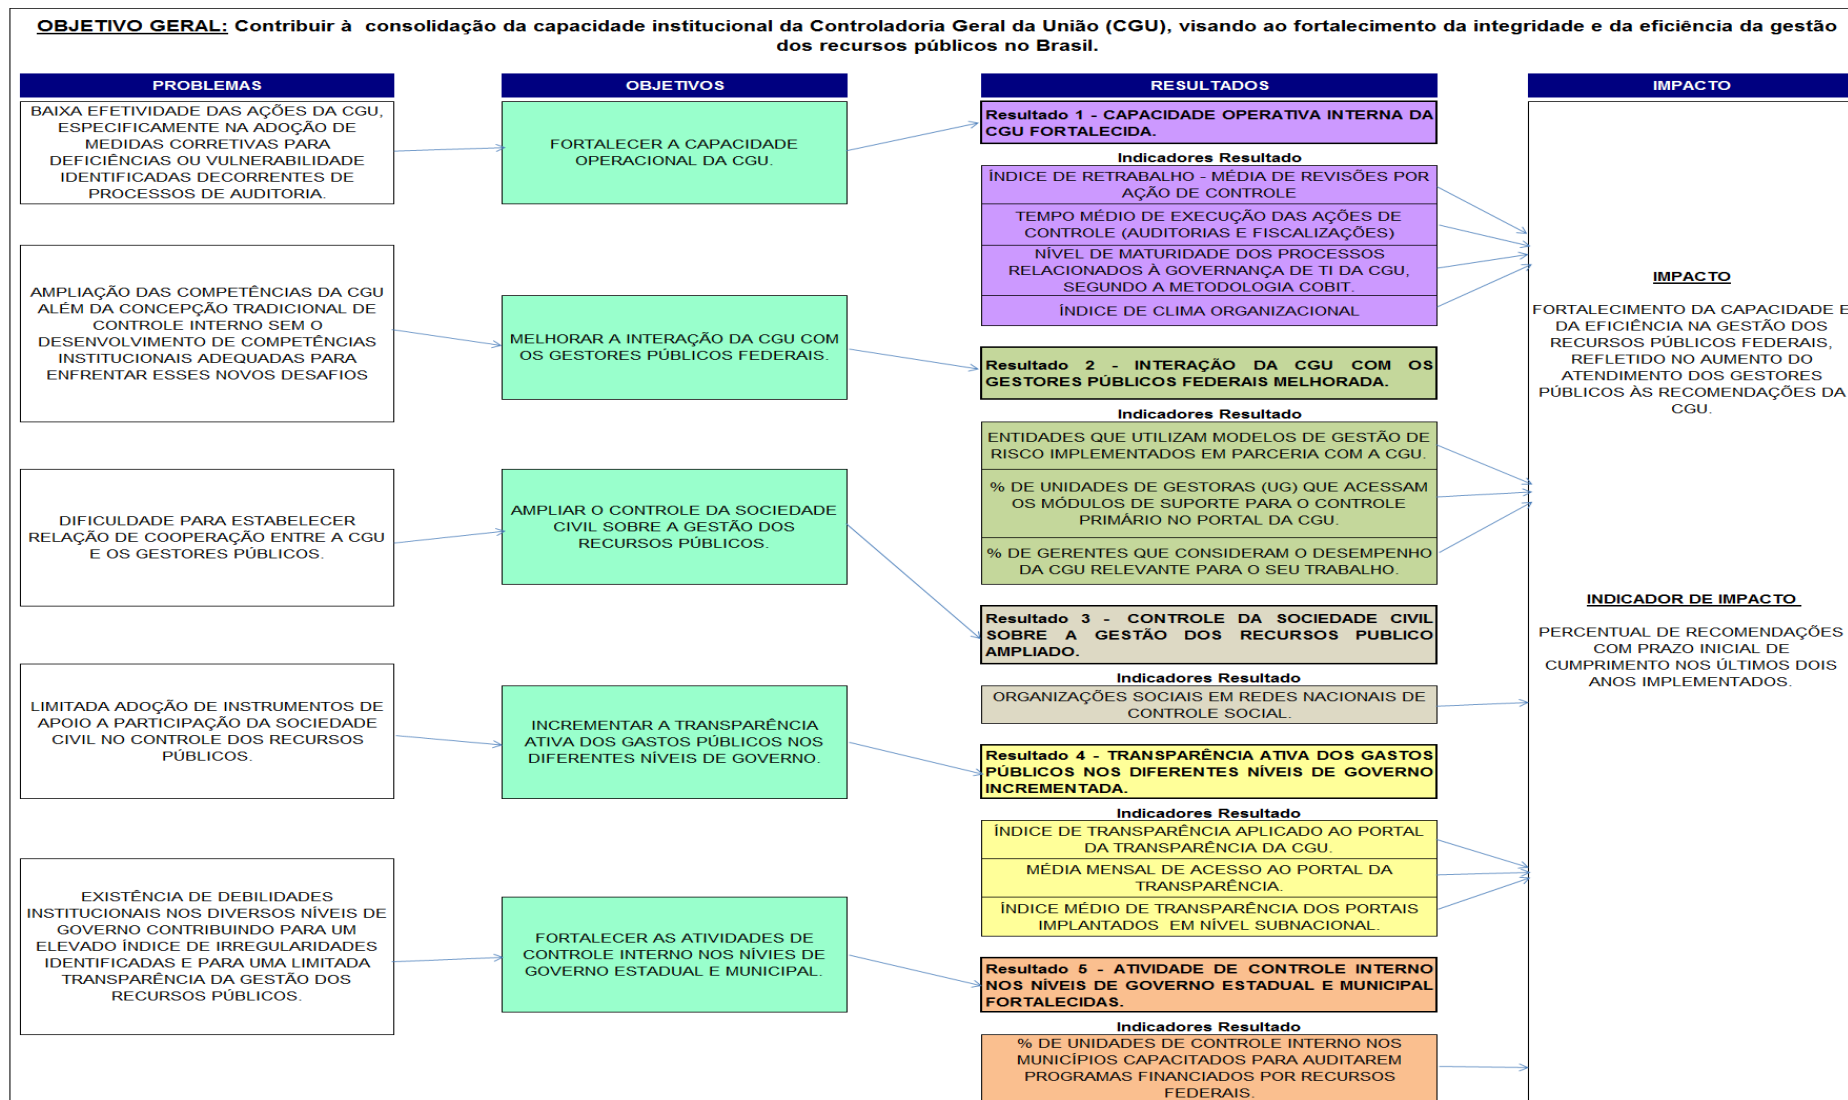 OBJETIVO GERAL: Contribuir à consolidação da capacidade institucional da Controladoria Geral da União (CGU), visando ao fortalecimento da integridade e da eficiência da gestão
dos recursos públicos no Brasil.
PROBLEMAS
BAIXA EFETIVIDADE DAS AÇÕES DA CGU,
ESPECIFICAMENTE NA ADOÇÃO DE
MEDIDAS CORRETIVAS PARA
DEFICIÊNCIAS OU VULNERABILIDADE
IDENTIFICADAS DECORRENTES DE
PROCESSOS DE AUDITORIA.
AMPLIAÇÃO DAS COMPETÊNCIAS DA CGU
ALÉM DA CONCEPÇÃO TRADICIONAL DE
CONTROLE INTERNO SEM O
DESENVOLVIMENTO DE COMPETÊNCIAS
INSTITUCIONAIS ADEQUADAS PARA
ENFRENTAR ESSES NOVOS DESAFIOS
DIFICULDADE PARA ESTABELECER
RELAÇÃO DE COOPERAÇÃO ENTRE A CGU
E OS GESTORES PÚBLICOS.
LIMITADA ADOÇÃO DE INSTRUMENTOS DE
APOIO A PARTICIPAÇÃO DA SOCIEDADE
CIVIL NO CONTROLE DOS RECURSOS
PÚBLICOS.
EXISTÊNCIA DE DEBILIDADES
INSTITUCIONAIS NOS DIVERSOS NÍVEIS DE
GOVERNO CONTRIBUINDO PARA UM
ELEVADO ÍNDICE DE IRREGULARIDADES
IDENTIFICADAS E PARA UMA LIMITADA
TRANSPARÊNCIA DA GESTÃO DOS
RECURSOS PÚBLICOS.
OBJETIVOS
FORTALECER A CAPACIDADE
OPERACIONAL DA CGU.
MELHORAR A INTERAÇÃO DA CGU COM
OS GESTORES PÚBLICOS FEDERAIS.
AMPLIAR O CONTROLE DA SOCIEDADE
CIVIL SOBRE A GESTÃO DOS
RECURSOS PÚBLICOS.
INCREMENTAR A TRANSPARÊNCIA
ATIVA DOS GASTOS PÚBLICOS NOS
DIFERENTES NÍVEIS DE GOVERNO.
FORTALECER AS ATIVIDADES DE
CONTROLE INTERNO NOS NÍVIES DE
GOVERNO ESTADUAL E MUNICIPAL.
RESULTADOS
Resultado 1 - CAPACIDADE OPERATIVA INTERNA DA
CGU FORTALECIDA.
Indicadores Resultado
ÍNDICE DE RETRABALHO - MÉDIA DE REVISÕES POR
AÇÃO DE CONTROLE
TEMPO MÉDIO DE EXECUÇÃO DAS AÇÕES DE
CONTROLE (AUDITORIAS E FISCALIZAÇÕES)
NÍVEL DE MATURIDADE DOS PROCESSOS
RELACIONADOS À GOVERNANÇA DE TI DA CGU,
SEGUNDO A METODOLOGIA COBIT.
ÍNDICE DE CLIMA ORGANIZACIONAL
Resultado 2 - INTERAÇÃO DA CGU COM OS
GESTORES PÚBLICOS FEDERAIS MELHORADA.
Indicadores Resultado
ENTIDADES QUE UTILIZAM MODELOS DE GESTÃO DE
RISCO IMPLEMENTADOS EM PARCERIA COM A CGU.
% DE UNIDADES DE GESTORAS (UG) QUE ACESSAM
OS MÓDULOS DE SUPORTE PARA O CONTROLE
PRIMÁRIO NO PORTAL DA CGU.
% DE GERENTES QUE CONSIDERAM O DESEMPENHO
DA CGU RELEVANTE PARA O SEU TRABALHO.
Resultado 3 - CONTROLE DA SOCIEDADE CIVIL
SOBRE A GESTÃO DOS RECURSOS PUBLICO
AMPLIADO.
Indicadores Resultado
ORGANIZAÇÕES SOCIAIS EM REDES NACIONAIS DE
CONTROLE SOCIAL.
Resultado 4 - TRANSPARÊNCIA ATIVA DOS GASTOS
PÚBLICOS NOS DIFERENTES NÍVEIS DE GOVERNO
INCREMENTADA.
Indicadores Resultado
ÍNDICE DE TRANSPARÊNCIA APLICADO AO PORTAL
DA TRANSPARÊNCIA DA CGU.
MÉDIA MENSAL DE ACESSO AO PORTAL DA
TRANSPARÊNCIA.
ÍNDICE MÉDIO DE TRANSPARÊNCIA DOS PORTAIS
IMPLANTADOS EM NÍVEL SUBNACIONAL.
Resultado 5 - ATIVIDADE DE CONTROLE INTERNO
NOS NÍVEIS DE GOVERNO ESTADUAL E MUNICIPAL
FORTALECIDAS.
Indicadores Resultado
% DE UNIDADES DE CONTROLE INTERNO NOS
MUNICÍPIOS CAPACITADOS PARA AUDITAREM
PROGRAMAS FINANCIADOS POR RECURSOS
FEDERAIS.
IMPACTO
IMPACTO
FORTALECIMENTO DA CAPACIDADE E
DA EFICIÊNCIA NA GESTÃO DOS
RECURSOS PÚBLICOS FEDERAIS,
REFLETIDO NO AUMENTO DO
ATENDIMENTO DOS GESTORES
PÚBLICOS ÀS RECOMENDAÇÕES DA
CGU.
INDICADOR DE IMPACTO
PERCENTUAL DE RECOMENDAÇÕES
COM PRAZO INICIAL DE
CUMPRIMENTO NOS ÚLTIMOS DOIS
ANOS IMPLEMENTADOS.